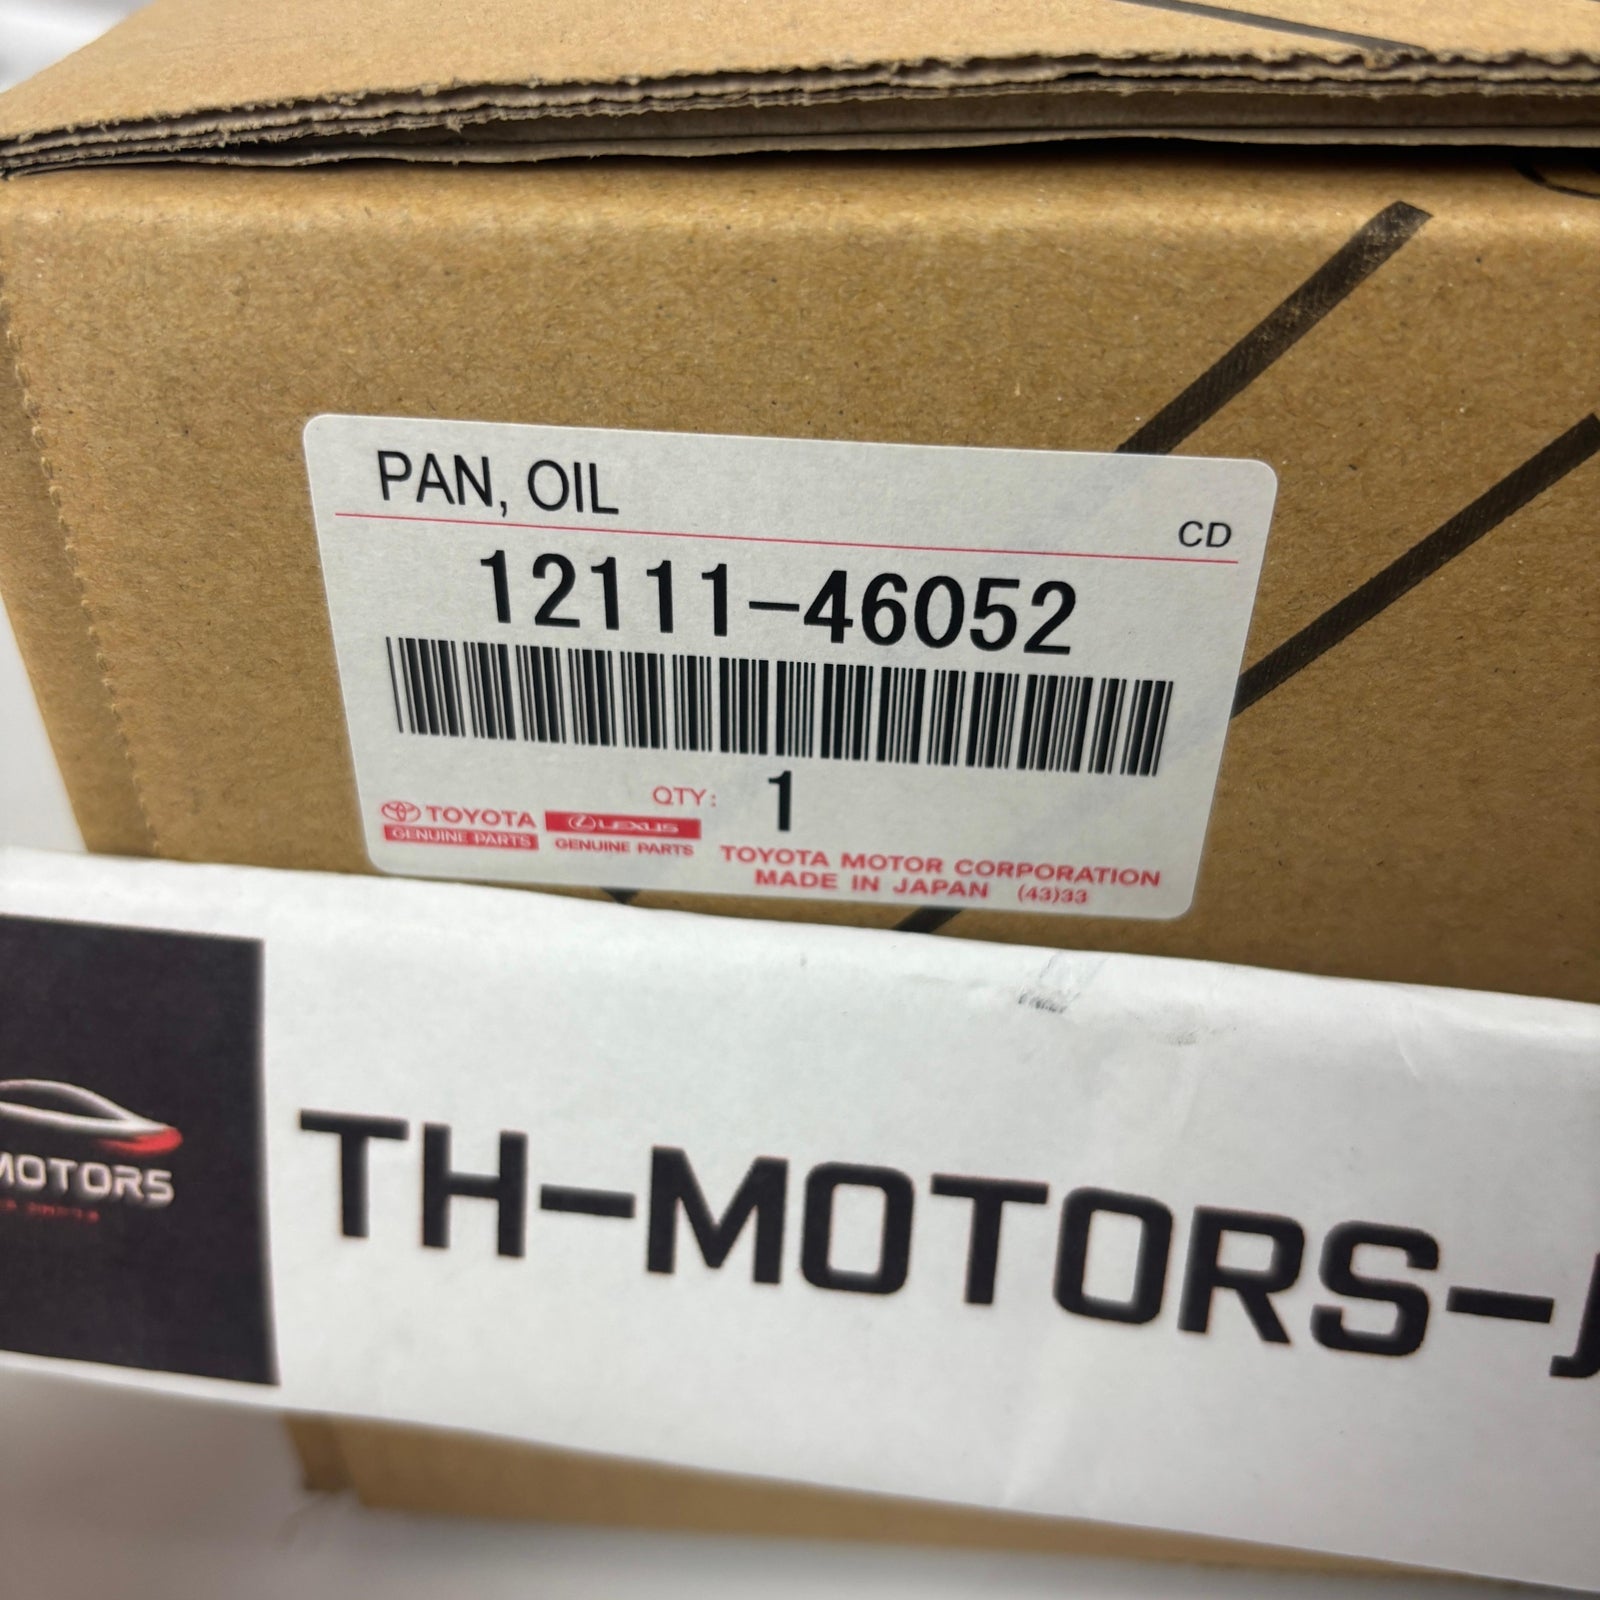 PAN, OIL
CD
12111-46052
QTY: 1
TOYOTA
GENUINE PARTS
LEXUS
GENUINE PARTS
TOYOTA MOTOR CORPORATION
MADE IN JAPAN (43)33
MOTORS
TH-MOTORS-J